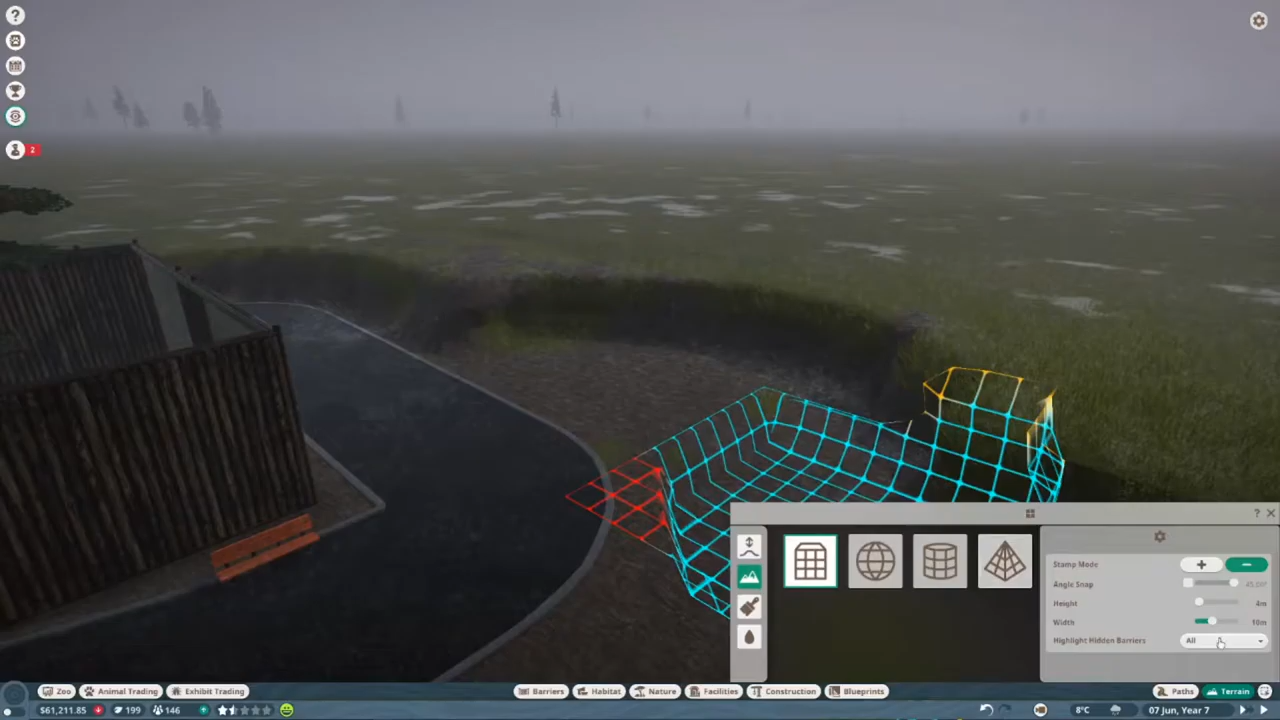 ?
2
? ×
Stamp Mode + −
Angle Snap
Height 4m
Width 10m
Highlight Hidden Barriers All
Zoo Animal Trading Exhibit Trading Barriers Habitat Nature Facilities Construction Blueprints Paths Terrain
$61,211.85 199 146 8°C 07 Jun, Year 7